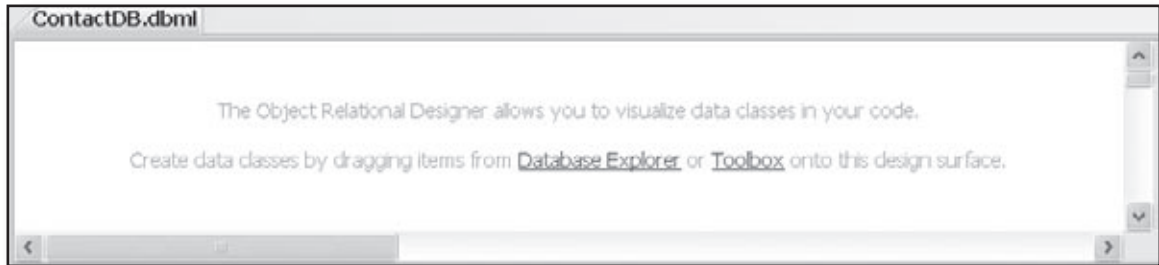 ContactDB.dbml
The Object Relational Designer allows you to visualize data classes in your code.
Create data classes by dragging items from Database Explorer or Toolbox onto this design surface.